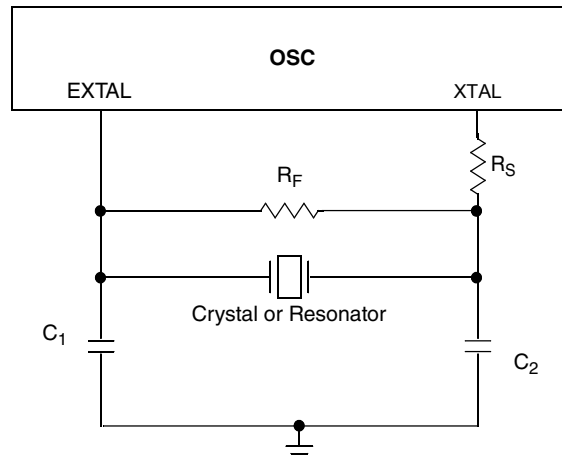 OSC
EXTAL
XTAL
R_S
R_F
Crystal or Resonator
C_1
C_2